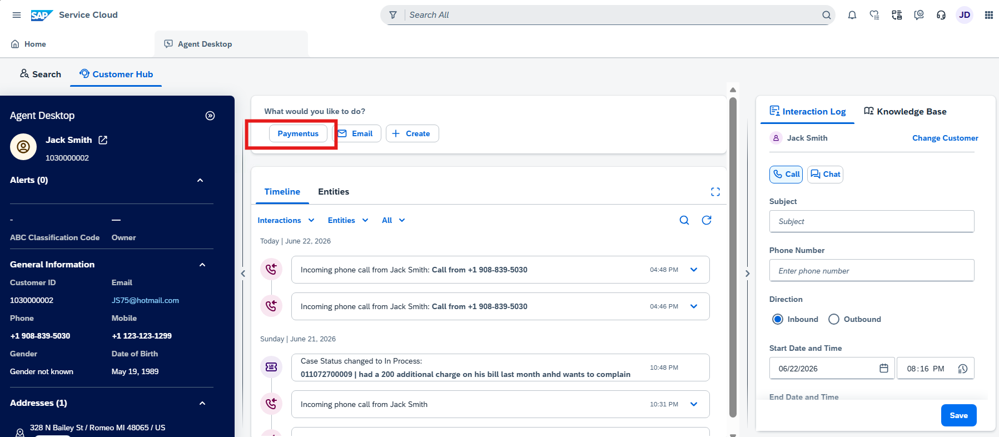 SAP Service Cloud
Search All
JD
Home
Agent Desktop
Search
Customer Hub
Agent Desktop
Jack Smith
1030000002
Alerts (0)
-
—
ABC Classification Code
Owner
General Information
Customer ID
Email
1030000002
JS75@hotmail.com
Phone
Mobile
+1 908-839-5030
+1 123-123-1299
Gender
Date of Birth
Gender not known
May 19, 1989
Addresses (1)
328 N Bailey St / Romeo MI 48065 / US
What would you like to do?
Paymentus
Email
Create
Timeline
Entities
Interactions
Entities
All
Today | June 22, 2026
Incoming phone call from Jack Smith: Call from +1 908-839-5030
04:48 PM
Incoming phone call from Jack Smith: Call from +1 908-839-5030
04:46 PM
Sunday | June 21, 2026
Case Status changed to In Process:
011072700009 | had a 200 additional charge on his bill last month anhd wants to complain
10:48 PM
Incoming phone call from Jack Smith
10:31 PM
Interaction Log
Knowledge Base
Jack Smith
Change Customer
Call
Chat
Subject
Subject
Phone Number
Enter phone number
Direction
Inbound
Outbound
Start Date and Time
06/22/2026
08:16 PM
End Date and Time
Save